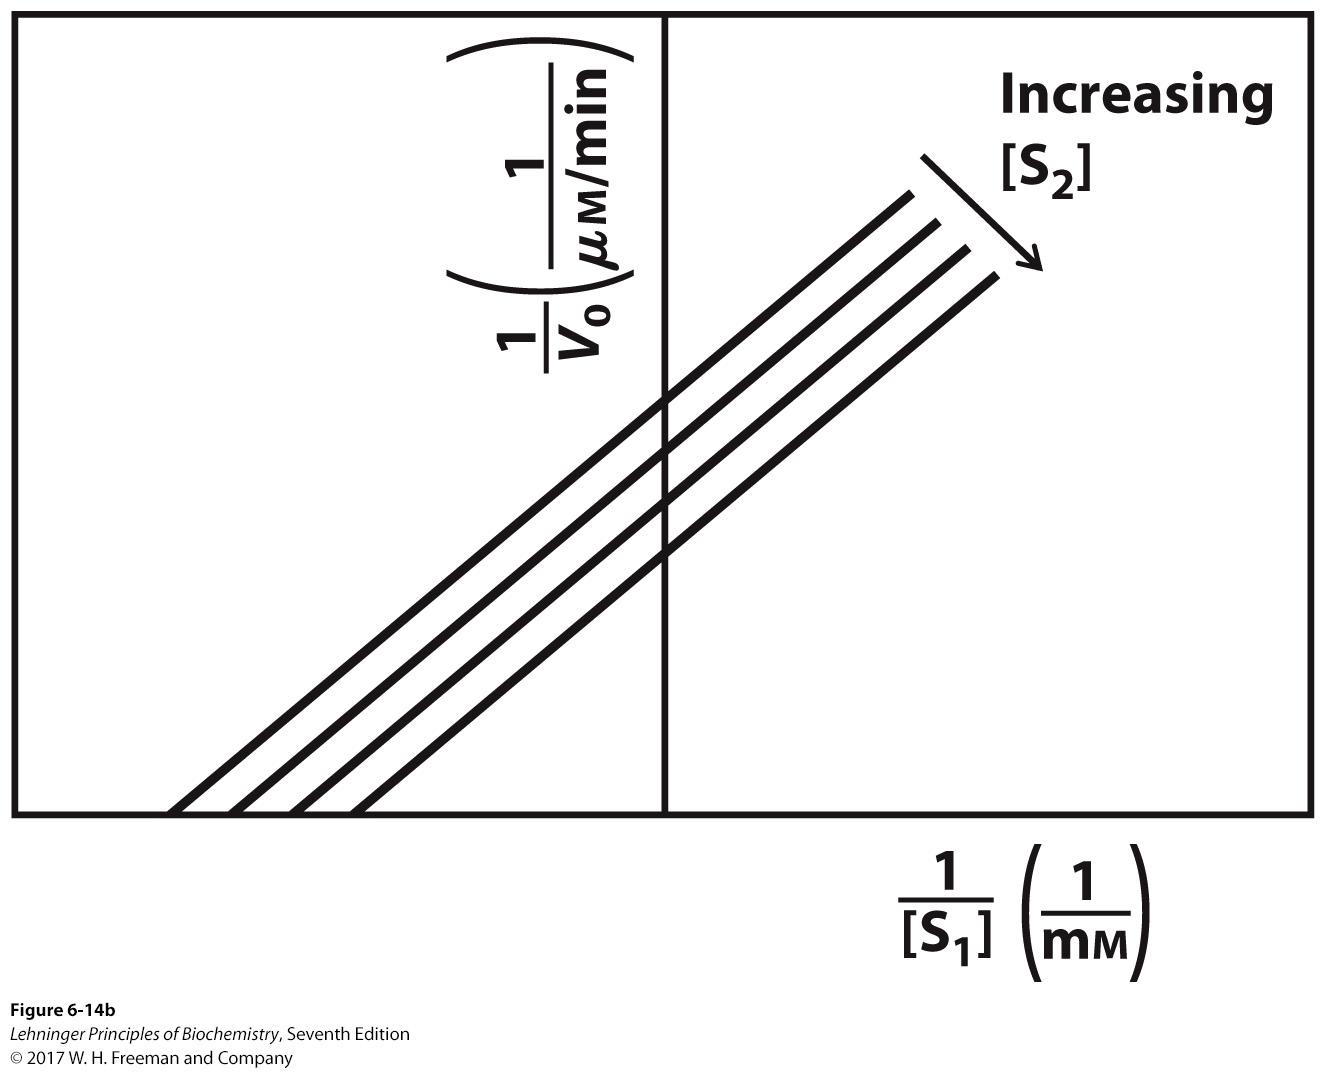 1/V₀ (1/μM/min)
Increasing
[S₂]
1/[S₁] (1/mM)
Figure 6-14b
Lehninger Principles of Biochemistry, Seventh Edition
© 2017 W. H. Freeman and Company